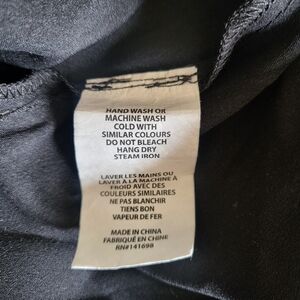 HAND WASH OR
MACHINE WASH
COLD WITH
SIMILAR COLOURS
DO NOT BLEACH
HANG DRY
STEAM IRON
LAVER LES MAINS OU
LAVER À LA MACHINE À
FROID AVEC DES
COULEURS SIMILAIRES
NE PAS BLANCHIR
TIENS BON
VAPEUR DE FER
MADE IN CHINA
FABRIQUÉ EN CHINE
RN#141698